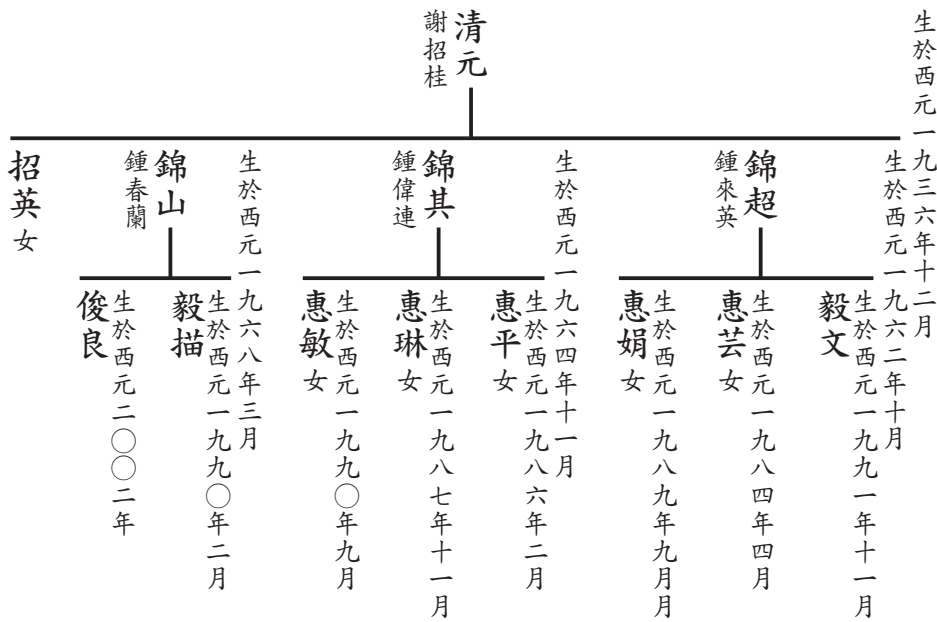 生於西元一九三六年十二月
清元
謝招桂
生於西元一九六二年十月
錦超
鍾來英
生於西元一九六四年十一月
錦其
鍾偉連
生於西元一九六八年三月
錦山
鍾春蘭
招英 女
生於西元一九九一年十一月
毅文
生於西元一九八四年四月
惠芸 女
生於西元一九八九年九月月
惠娟 女
生於西元一九八六年二月
惠平 女
生於西元一九八七年十一月
惠琳 女
生於西元一九九〇年九月
惠敏 女
生於西元一九九〇年二月
毅描
生於西元二〇〇二年
俊良